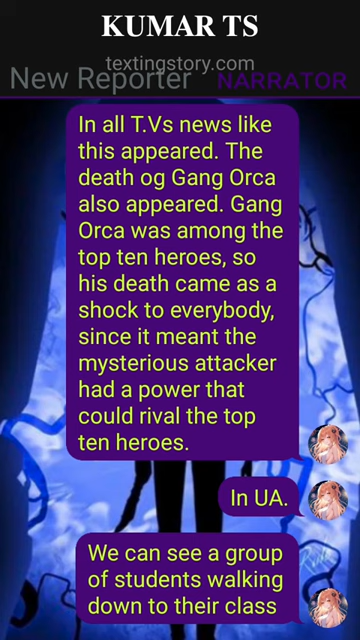 KUMAR TS
textingstory.com
New Reporter NARRATOR
In all T.Vs news like
this appeared. The
death og Gang Orca
also appeared. Gang
Orca was among the
top ten heroes, so
his death came as a
shock to everybody,
since it meant the
mysterious attacker
had a power that
could rival the top
ten heroes.
In UA.
We can see a group
of students walking
down to their class